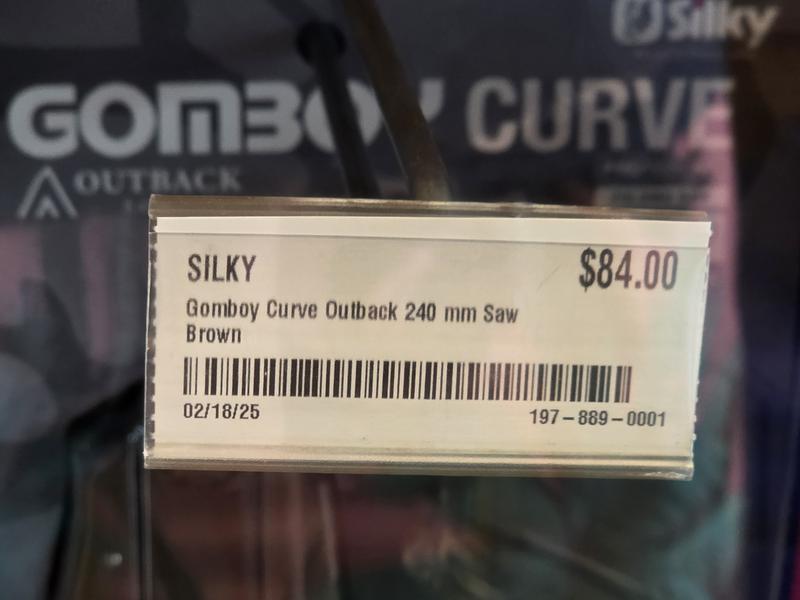 Silky
GOMBOY CURVE
OUTBACK
SILKY
$84.00
Gomboy Curve Outback 240 mm Saw
Brown
02/18/25
197-889-0001